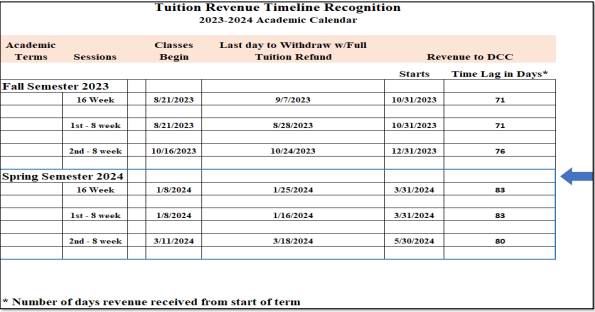 Tuition Revenue Timeline Recognition
2023-2024 Academic Calendar
Academic Terms Sessions Classes Begin Last day to Withdraw w/Full Tuition Refund Revenue to DCC
Starts Time Lag in Days*
Fall Semester 2023
16 Week 8/21/2023 9/7/2023 10/31/2023 71
1st - 8 week 8/21/2023 8/28/2023 10/31/2023 71
2nd - 8 week 10/16/2023 10/24/2023 12/31/2023 76
Spring Semester 2024
16 Week 1/8/2024 1/25/2024 3/31/2024 83
1st - 8 week 1/8/2024 1/16/2024 3/31/2024 83
2nd - 8 week 3/11/2024 3/18/2024 5/30/2024 80
* Number of days revenue received from start of term